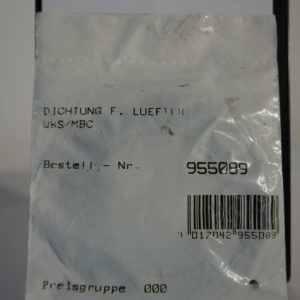 DICHTUNG F. LUEFTER
WKS/MBC
Bestell.- Nr. 955089
4 017042 955089
Preisgruppe 000